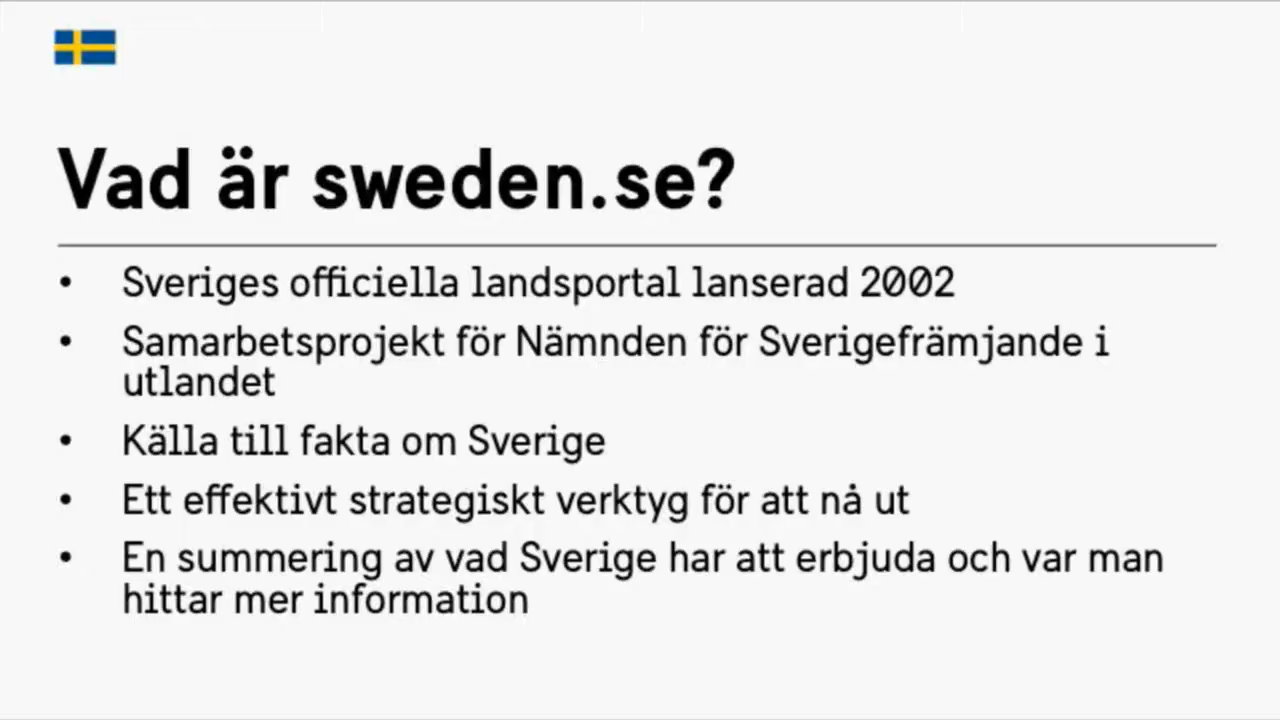 Vad är sweden.se?
• Sveriges officiella landsportal lanserad 2002
• Samarbetsprojekt för Nämnden för Sverigefrämjande i
utlandet
• Källa till fakta om Sverige
• Ett effektivt strategiskt verktyg för att nå ut
• En summering av vad Sverige har att erbjuda och var man
hittar mer information